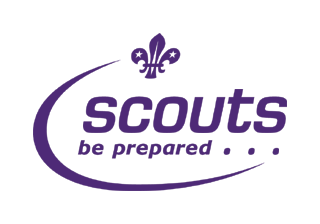 scouts
be prepared . . .